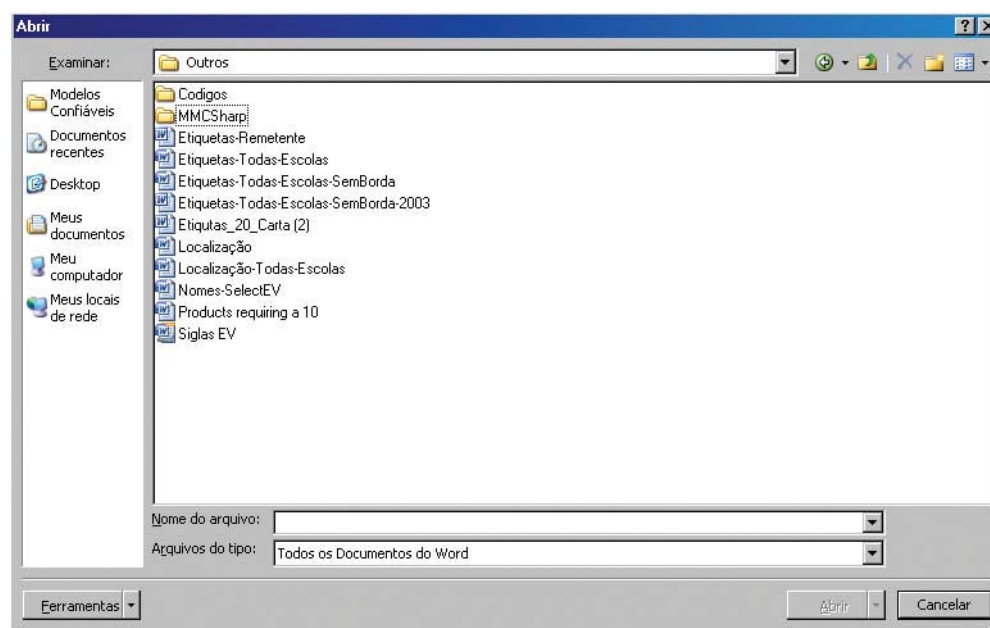 Abrir
Examinar:
Outros
Modelos
Confiáveis
Documentos
recentes
Desktop
Meus
documentos
Meu
computador
Meus locais
de rede
Codigos
MMCSharp
Etiquetas-Remetente
Etiquetas-Todas-Escolas
Etiquetas-Todas-Escolas-SemBorda
Etiquetas-Todas-Escolas-SemBorda-2003
Etiqutas_20_Carta (2)
Localização
Localização-Todas-Escolas
Nomes-SelectEV
Products requiring a 10
Siglas EV
Nome do arquivo:
Arquivos do tipo:
Todos os Documentos do Word
Ferramentas
Abrir
Cancelar